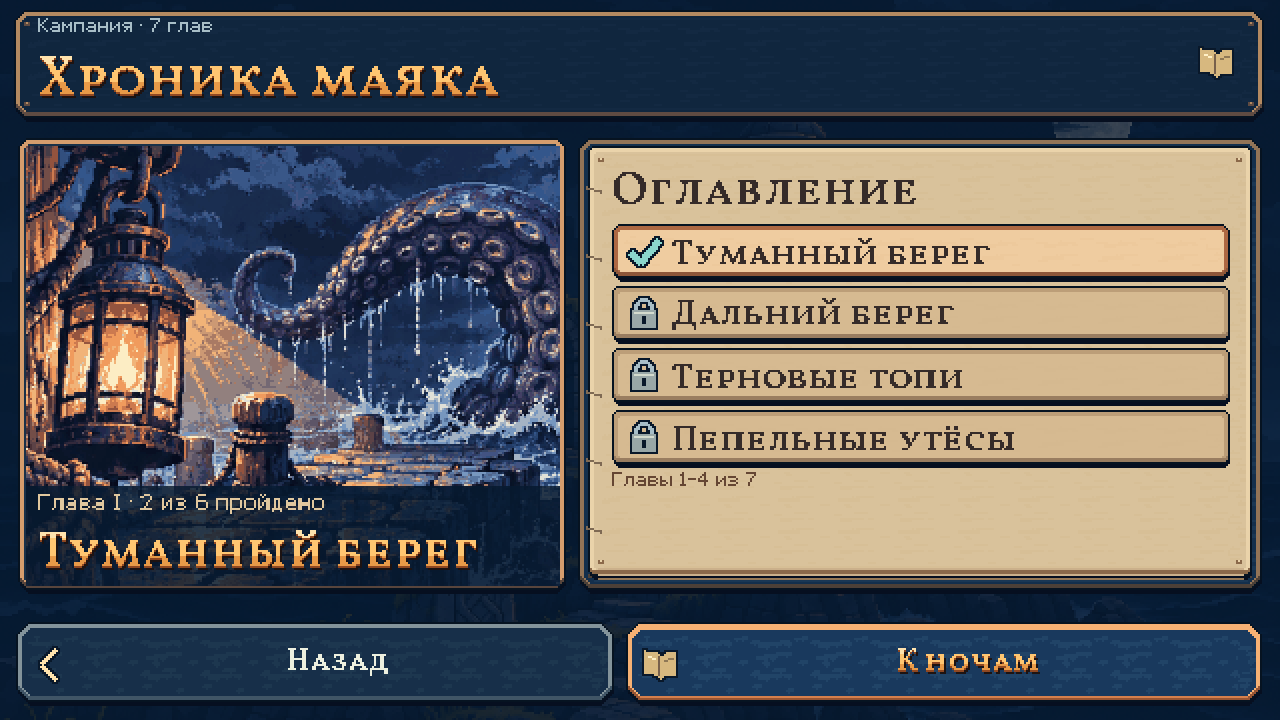 Кампания · 7 глав
Хроника маяка
Оглавление
Туманный берег
Дальний берег
Терновые топи
Пепельные утёсы
Главы 1-4 из 7
Глава I · 2 из 6 пройдено
Туманный берег
Назад
К ночам